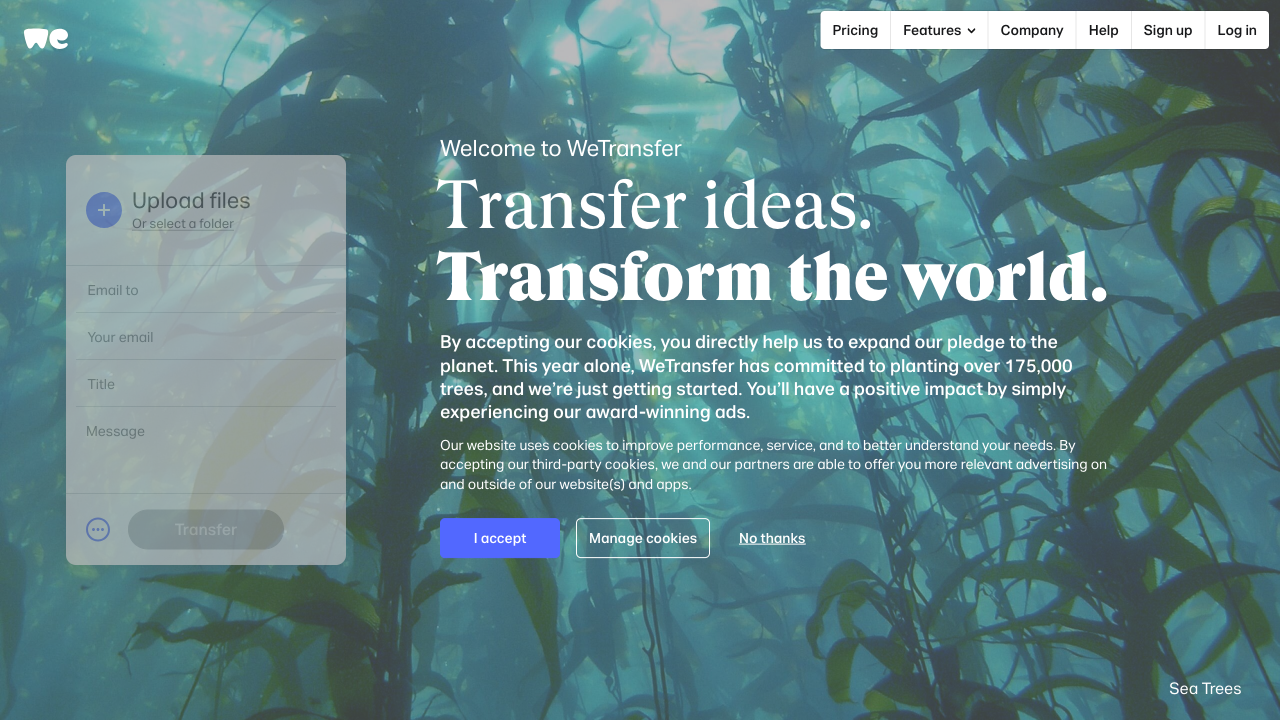 we
Pricing
Features
Company
Help
Sign up
Log in
Upload files
Or select a folder
Email to
Your email
Title
Message
Transfer
Welcome to WeTransfer
Transfer ideas.
Transform the world.
By accepting our cookies, you directly help us to expand our pledge to the
planet. This year alone, WeTransfer has committed to planting over 175,000
trees, and we're just getting started. You'll have a positive impact by simply
experiencing our award-winning ads.
Our website uses cookies to improve performance, service, and to better understand your needs. By
accepting our third-party cookies, we and our partners are able to offer you more relevant advertising on
and outside of our website(s) and apps.
I accept
Manage cookies
No thanks
Sea Trees